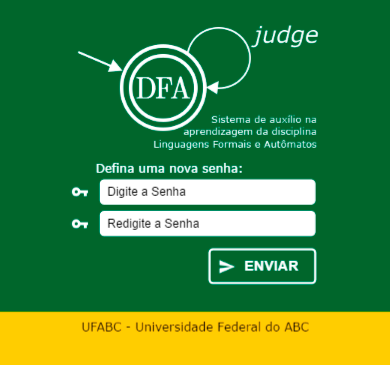 judge
DFA
Sistema de auxílio na
aprendizagem da disciplina
Linguagens Formais e Autômatos
Defina uma nova senha:
Digite a Senha
Redigite a Senha
ENVIAR
UFABC - Universidade Federal do ABC